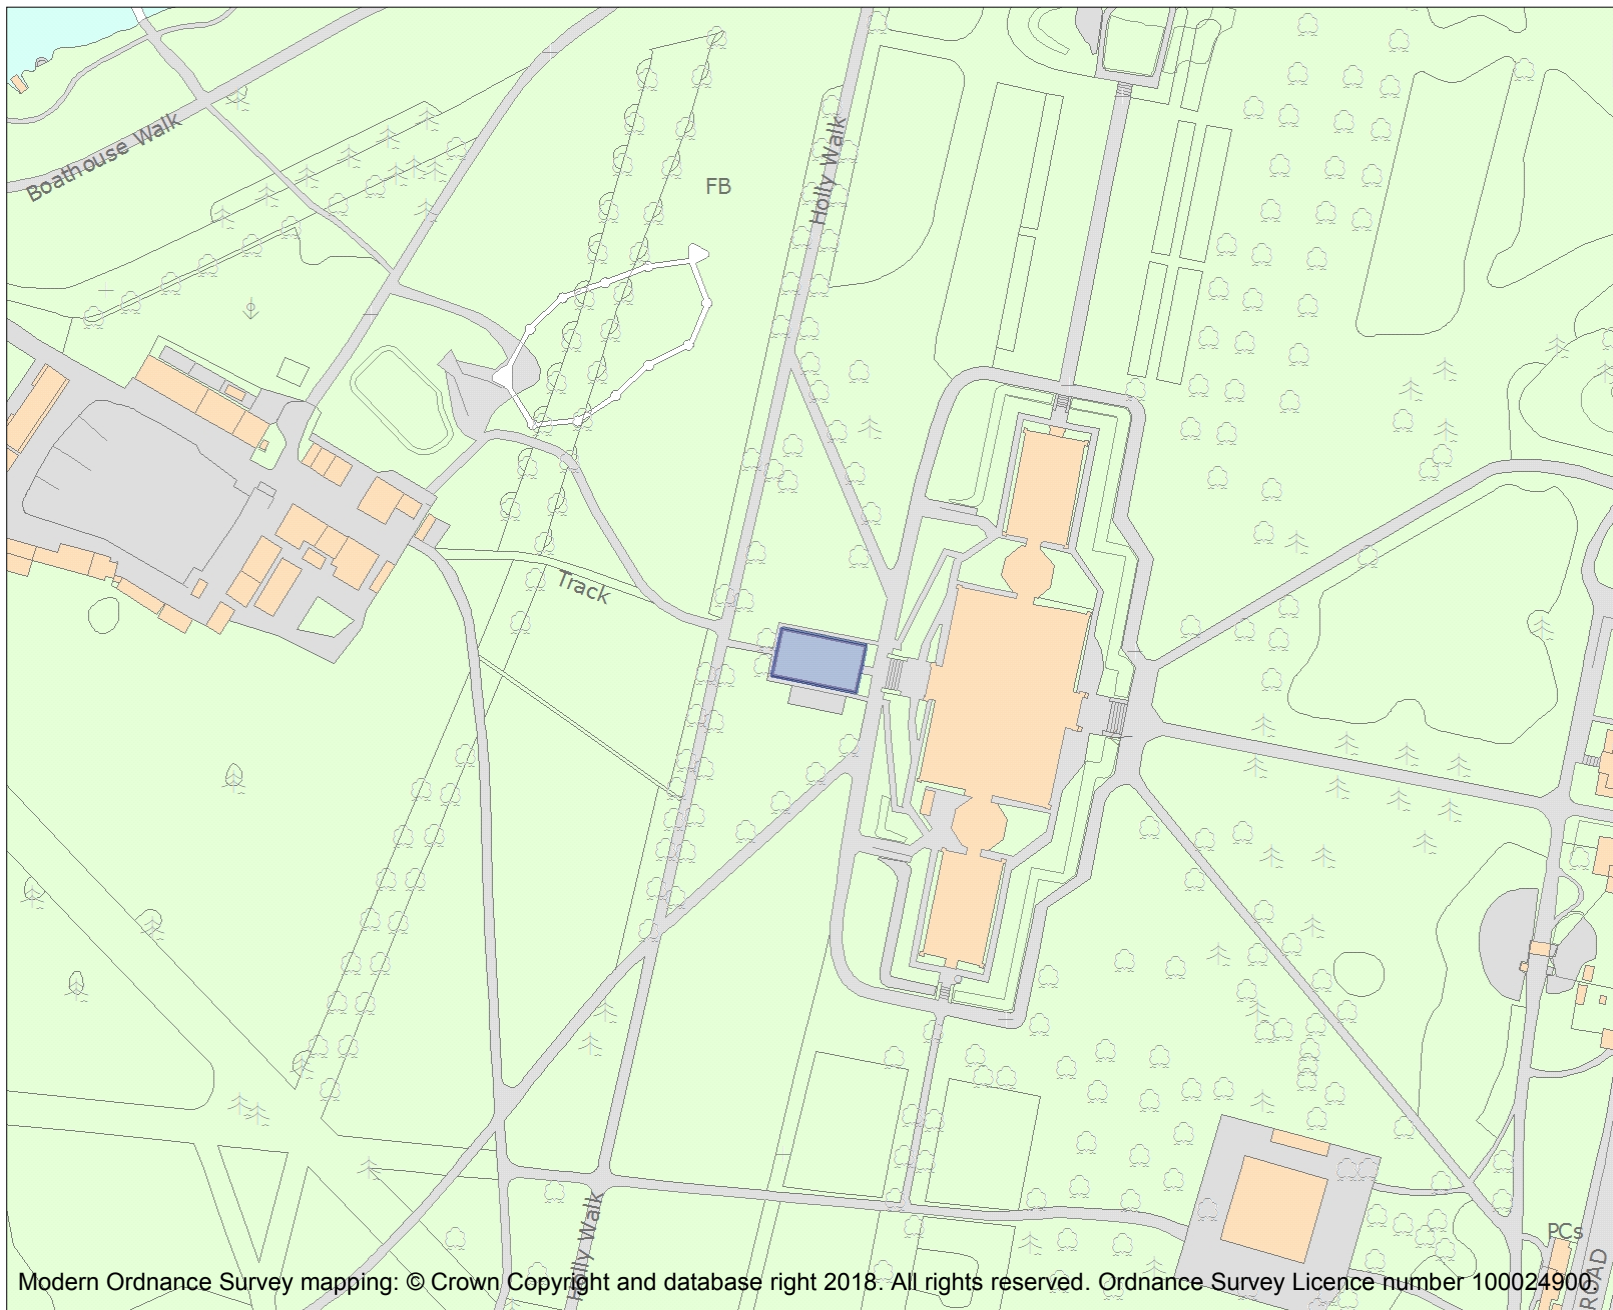 Boathouse Walk
Holly Walk
FB
Track
Holly Walk
PCs
ROAD
Modern Ordnance Survey mapping: © Crown Copyright and database right 2018. All rights reserved. Ordnance Survey Licence number 100024900.